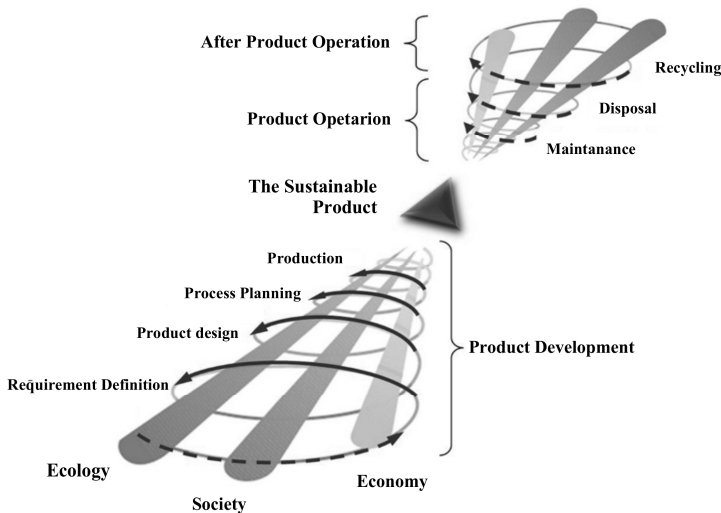 After Product Operation
Recycling
Disposal
Product Opetarion
Maintanance
The Sustainable
Product
Production
Process Planning
Product design
Product Development
Requirement Definition
Ecology
Economy
Society